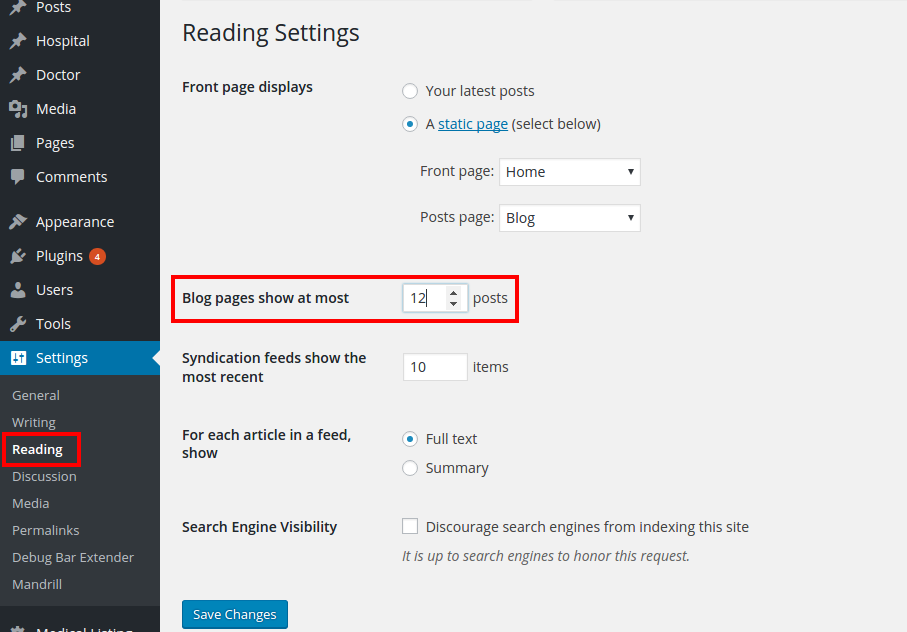 Posts
Hospital
Doctor
Media
Pages
Comments
Appearance
Plugins 4
Users
Tools
Settings
General
Writing
Reading
Discussion
Media
Permalinks
Debug Bar Extender
Mandrill
Medical Listing
Reading Settings
Front page displays
Your latest posts
A static page (select below)
Front page: Home
Posts page: Blog
Blog pages show at most 12 posts
Syndication feeds show the
most recent
10 items
For each article in a feed,
show
Full text
Summary
Search Engine Visibility
Discourage search engines from indexing this site
It is up to search engines to honor this request.
Save Changes